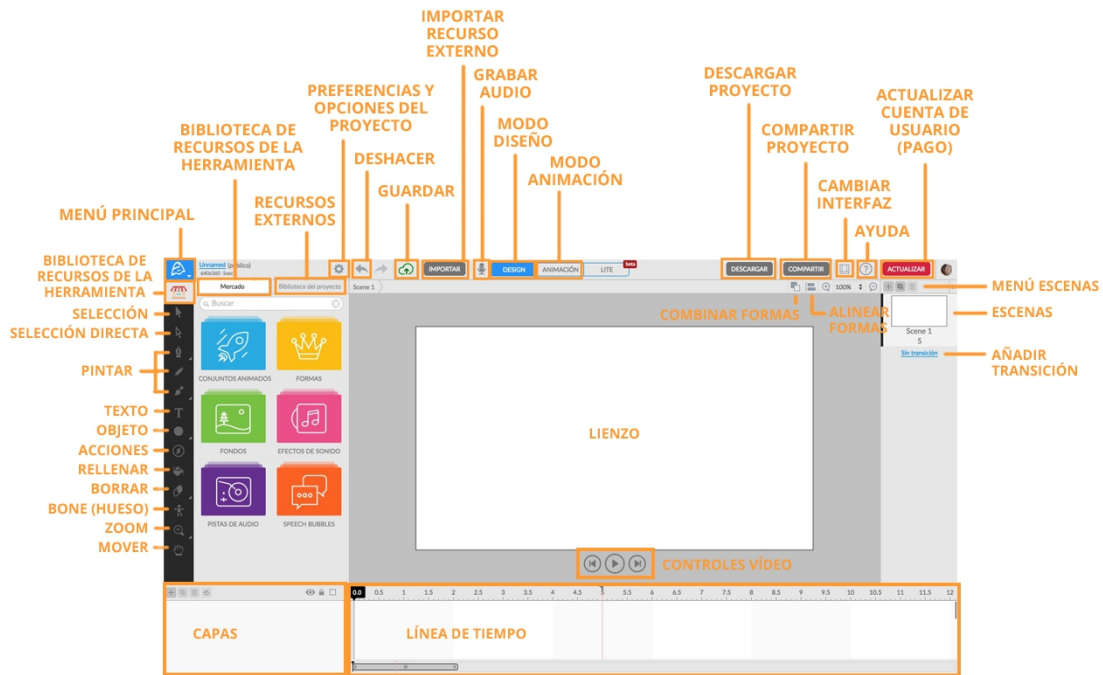 IMPORTAR
RECURSO
EXTERNO
GRABAR
AUDIO
DESCARGAR
PROYECTO
PREFERENCIAS Y
OPCIONES DEL
PROYECTO
MODO
DISEÑO
ACTUALIZAR
CUENTA DE
USUARIO
(PAGO)
BIBLIOTECA DE
RECURSOS DE LA
HERRAMIENTA
COMPARTIR
PROYECTO
DESHACER
MODO
ANIMACIÓN
GUARDAR
CAMBIAR
INTERFAZ
RECURSOS
EXTERNOS
MENÚ PRINCIPAL
AYUDA
BIBLIOTECA DE
RECURSOS DE LA
HERRAMIENTA
Unnamed (público)
IMPORTAR
DESIGN
ANIMACIÓN
LITE
beta
DESCARGAR
COMPARTIR
?
ACTUALIZAR
Mercado
Biblioteca del proyecto
Scene 1
100%
MENÚ ESCENAS
Buscar
SELECCIÓN
SELECCIÓN DIRECTA
PINTAR
TEXTO
T
OBJETO
ACCIONES
RELLENAR
BORRAR
BONE (HUESO)
ZOOM
MOVER
CONJUNTOS ANIMADOS
FORMAS
FONDOS
EFECTOS DE SONIDO
PISTAS DE AUDIO
SPEECH BUBBLES
COMBINAR FORMAS
ALINEAR
FORMAS
ESCENAS
Scene 1
5
Sin transición
AÑADIR
TRANSICIÓN
LIENZO
CONTROLES VÍDEO
0.0 0.5 1 1.5 2 2.5 3 3.5 4 4.5 5 5.5 6 6.5 7 7.5 8 8.5 9 9.5 10 10.5 11 11.5 12
CAPAS
LÍNEA DE TIEMPO